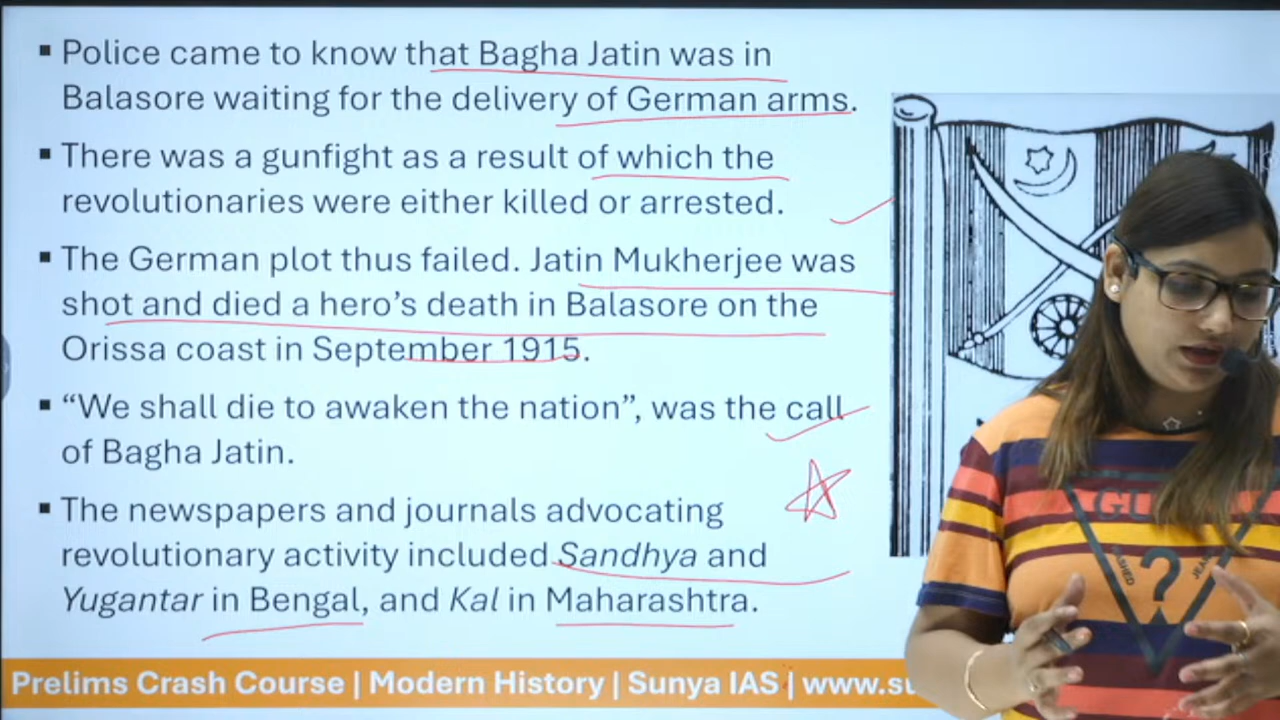 ▪ Police came to know that Bagha Jatin was in
Balasore waiting for the delivery of German arms.
▪ There was a gunfight as a result of which the
revolutionaries were either killed or arrested.
▪ The German plot thus failed. Jatin Mukherjee was
shot and died a hero’s death in Balasore on the
Orissa coast in September 1915.
▪ “We shall die to awaken the nation”, was the call
of Bagha Jatin.
▪ The newspapers and journals advocating
revolutionary activity included Sandhya and
Yugantar in Bengal, and Kal in Maharashtra.
GU
?
Prelims Crash Course | Modern History | Sunya IAS | www.su